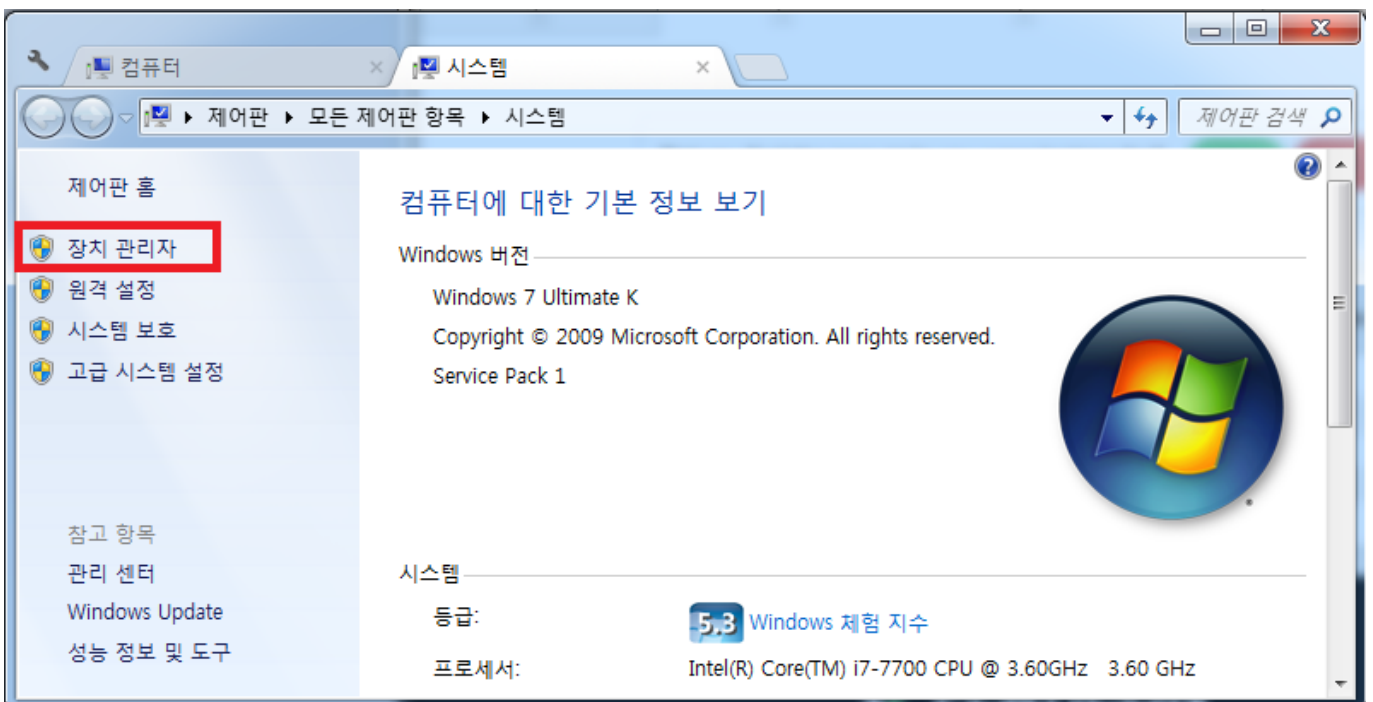 컴퓨터
시스템
제어판 ▶ 모든 제어판 항목 ▶ 시스템
제어판 검색
제어판 홈
장치 관리자
원격 설정
시스템 보호
고급 시스템 설정
참고 항목
관리 센터
Windows Update
성능 정보 및 도구
컴퓨터에 대한 기본 정보 보기
Windows 버전
Windows 7 Ultimate K
Copyright © 2009 Microsoft Corporation. All rights reserved.
Service Pack 1
시스템
등급: 5.3 Windows 체험 지수
프로세서: Intel(R) Core(TM) i7-7700 CPU @ 3.60GHz 3.60 GHz